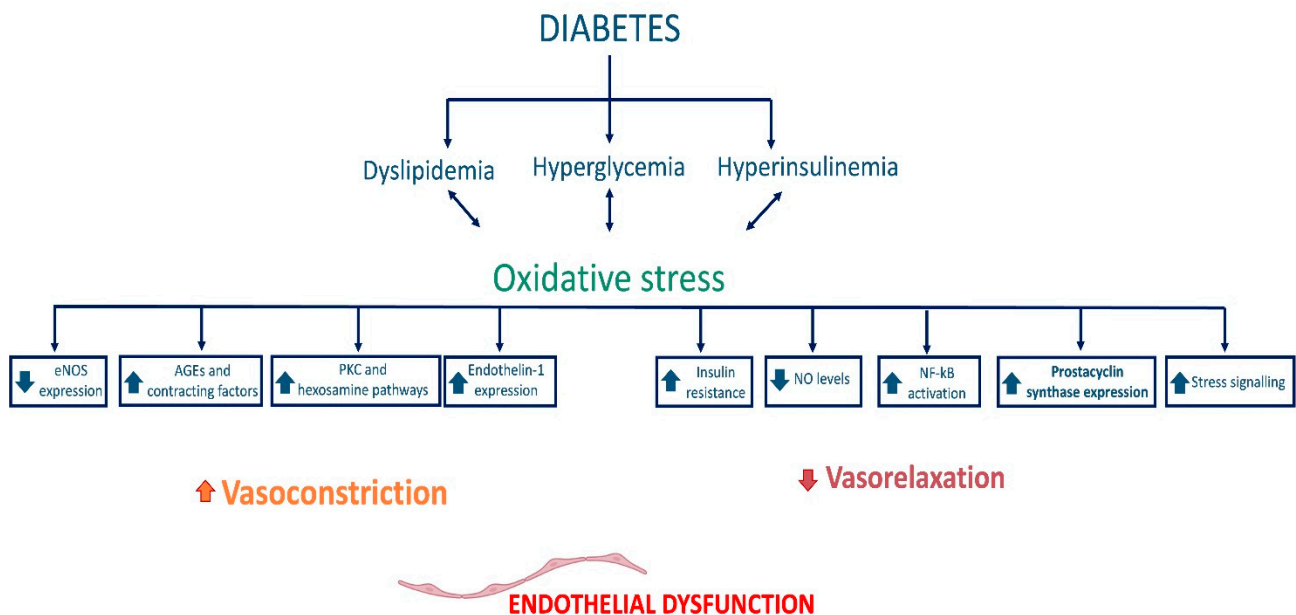 DIABETES
Dyslipidemia
Hyperglycemia
Hyperinsulinemia
Oxidative stress
eNOS
expression
AGEs and
contracting factors
PKC and
hexosamine pathways
Endothelin-1
expression
Insulin
resistance
NO levels
NF-kB
activation
Prostacyclin
synthase expression
Stress signalling
Vasoconstriction
Vasorelaxation
ENDOTHELIAL DYSFUNCTION